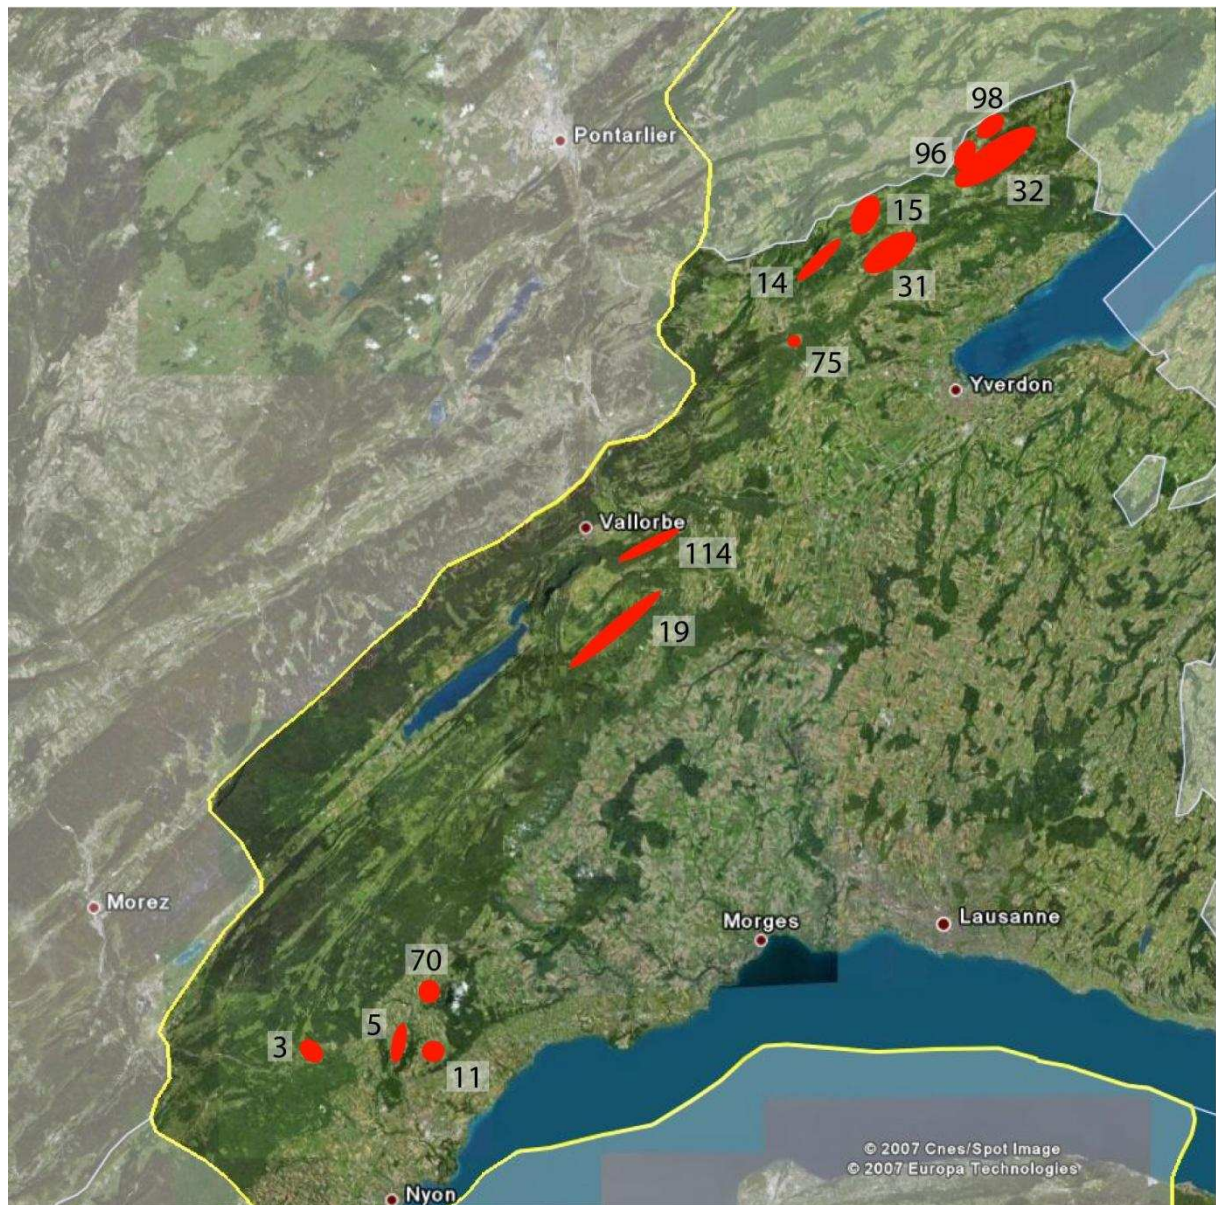 98
Pontarlier
96
32
15
14
31
75
Yverdon
Vallorbe
114
19
Morez
Morges
Lausanne
70
5
3
11
© 2007 Cnes/Spot Image
© 2007 Europa Technologies
Nyon